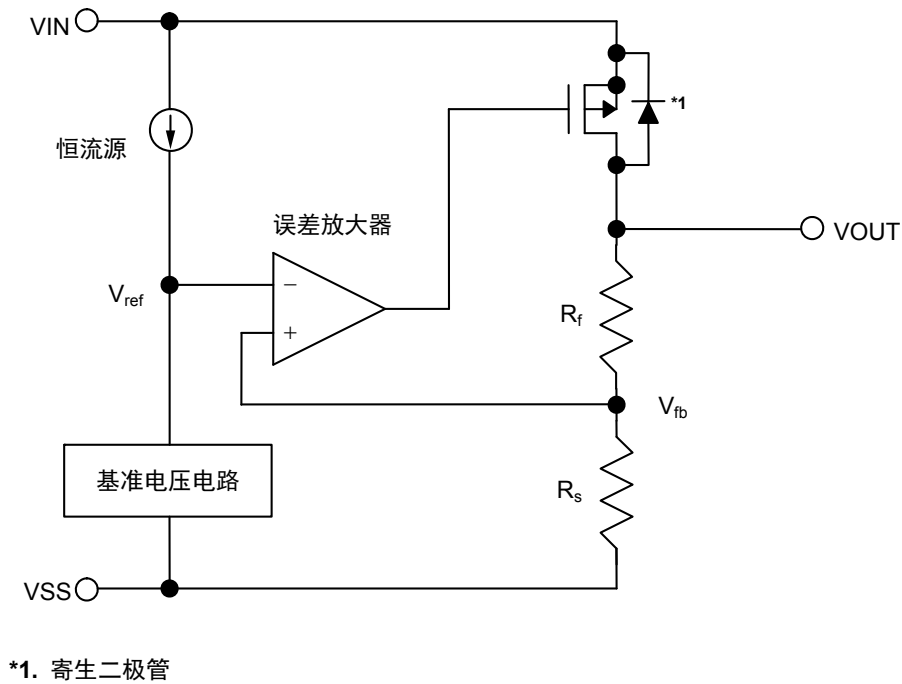 VIN
*1
恒流源
误差放大器
VOUT
Vref
−
+
Rf
Vfb
基准电压电路
Rs
VSS
*1. 寄生二极管